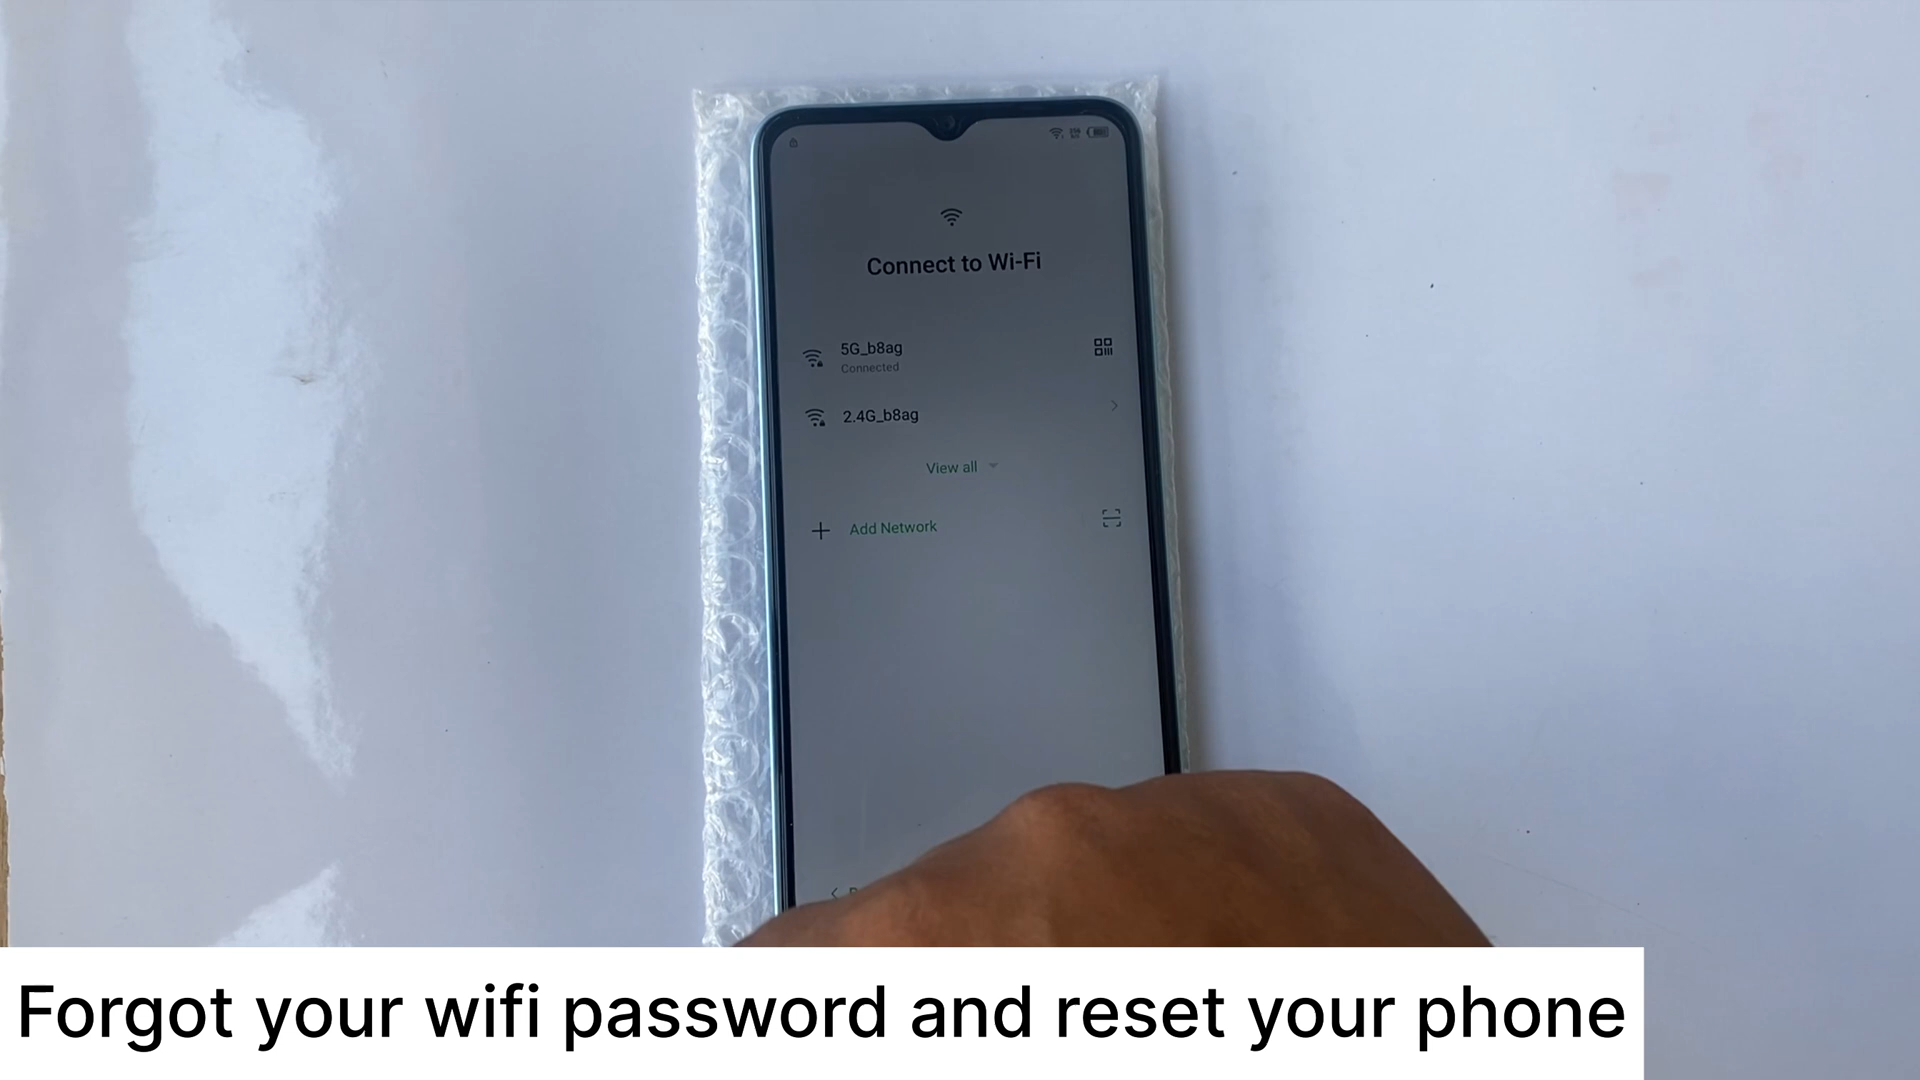 Connect to Wi-Fi
5G_b8ag
Connected
2.4G_b8ag
View all
Add Network
Forgot your wifi password and reset your phone